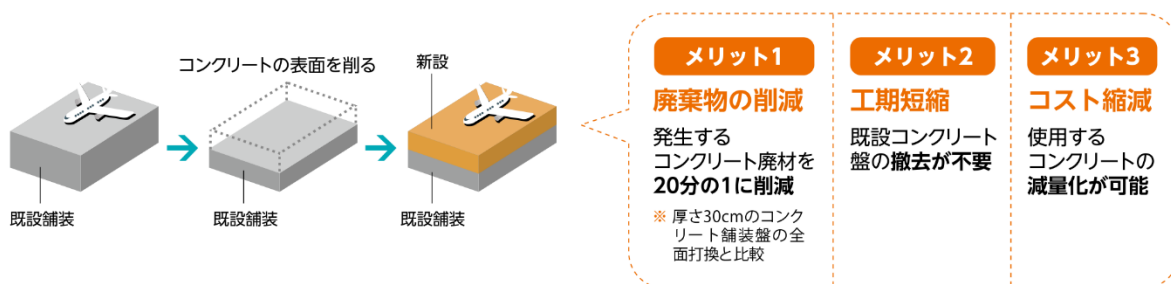 コンクリートの表面を削る
新設
既設舗装
既設舗装
既設舗装
メリット1
廃棄物の削減
発生する
コンクリート廃材を
20分の1に削減
※ 厚さ30cmのコンク
リート舗装盤の全
面打換と比較
メリット2
工期短縮
既設コンクリート
盤の撤去が不要
メリット3
コスト縮減
使用する
コンクリートの
減量化が可能